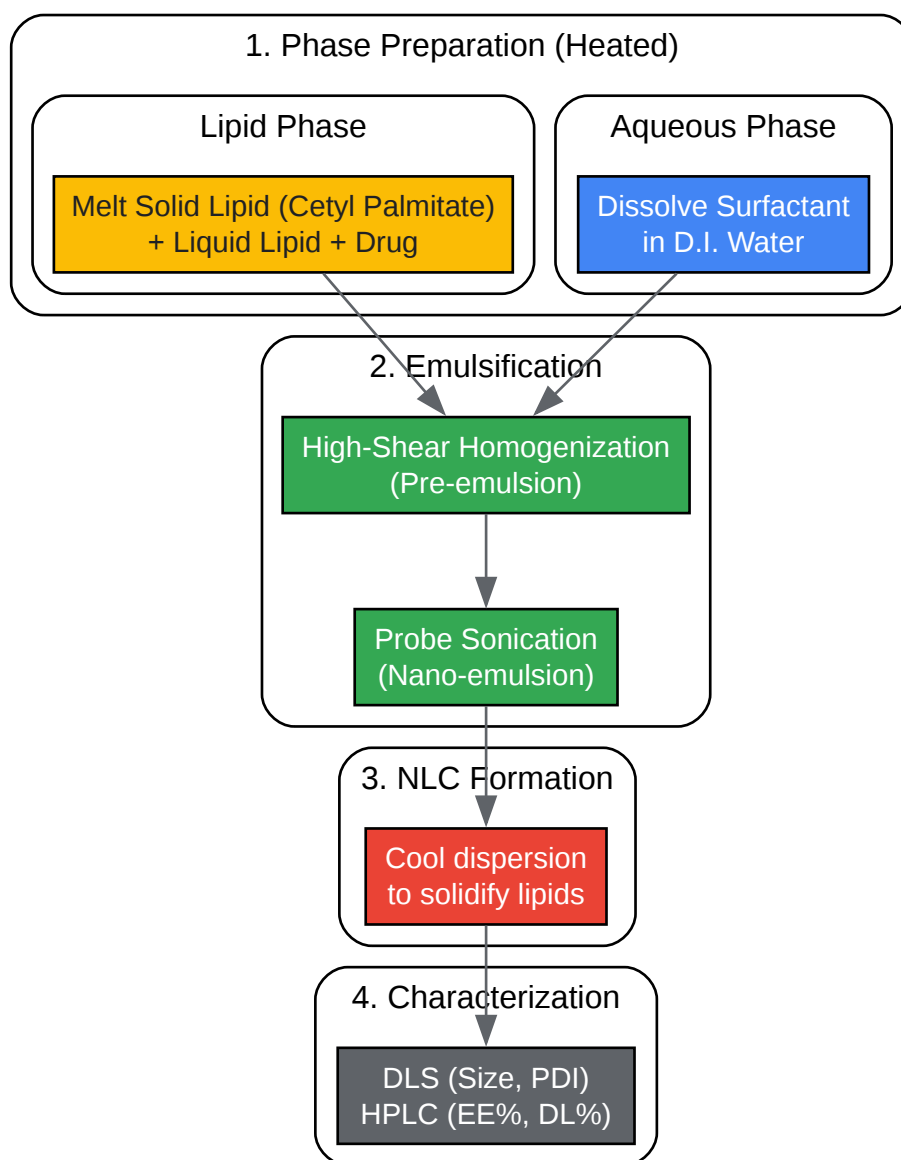 1. Phase Preparation (Heated)
Lipid Phase
Melt Solid Lipid (Cetyl Palmitate)
+ Liquid Lipid + Drug
Aqueous Phase
Dissolve Surfactant
in D.I. Water
2. Emulsification
High-Shear Homogenization
(Pre-emulsion)
Probe Sonication
(Nano-emulsion)
3. NLC Formation
Cool dispersion
to solidify lipids
4. Characterization
DLS (Size, PDI)
HPLC (EE%, DL%)